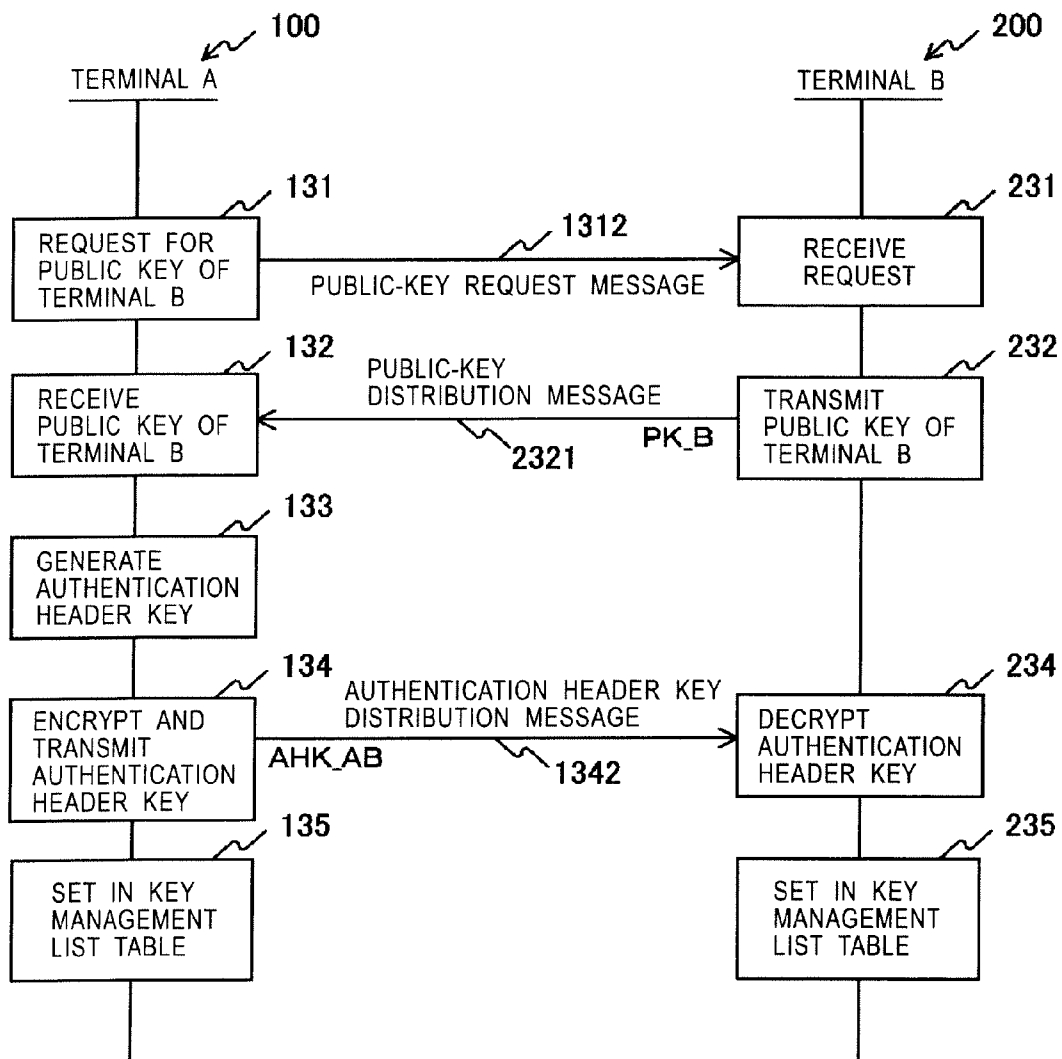 100
200
TERMINAL A
TERMINAL B
131
231
REQUEST FOR
PUBLIC KEY OF
TERMINAL B
1312
PUBLIC-KEY REQUEST MESSAGE
RECEIVE
REQUEST
132
232
RECEIVE
PUBLIC KEY OF
TERMINAL B
PUBLIC-KEY
DISTRIBUTION MESSAGE
2321
PK_B
TRANSMIT
PUBLIC KEY OF
TERMINAL B
133
GENERATE
AUTHENTICATION
HEADER KEY
134
234
ENCRYPT AND
TRANSMIT
AUTHENTICATION
HEADER KEY
AUTHENTICATION HEADER KEY
DISTRIBUTION MESSAGE
AHK_AB
1342
DECRYPT
AUTHENTICATION
HEADER KEY
135
235
SET IN KEY
MANAGEMENT
LIST TABLE
SET IN KEY
MANAGEMENT
LIST TABLE